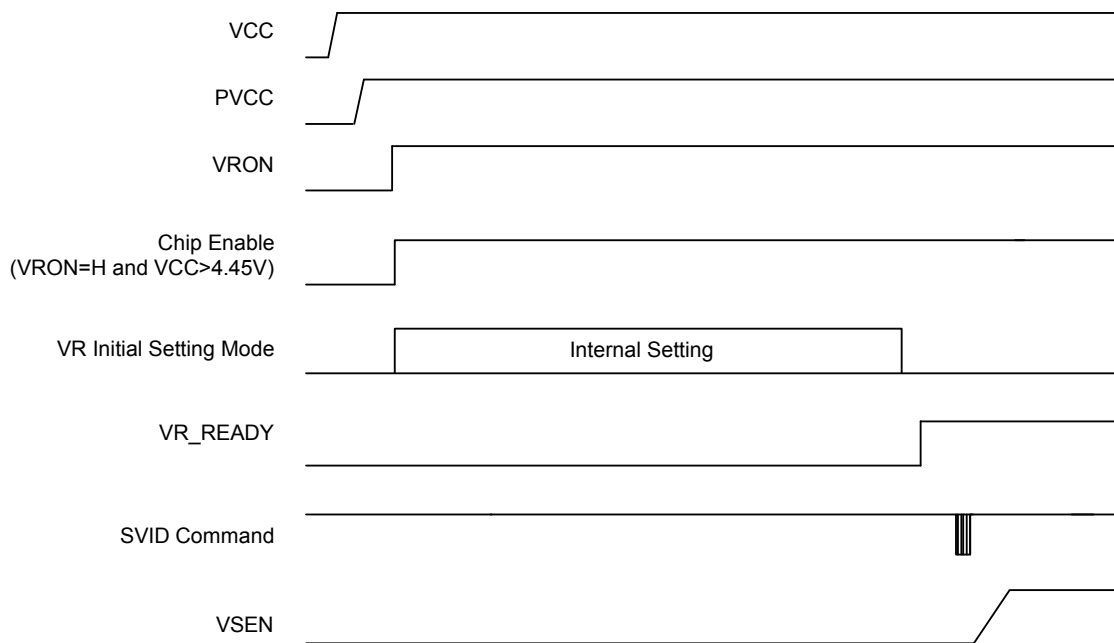 VCC
PVCC
VRON
Chip Enable
(VRON=H and VCC>4.45V)
VR Initial Setting Mode
Internal Setting
VR_READY
SVID Command
VSEN